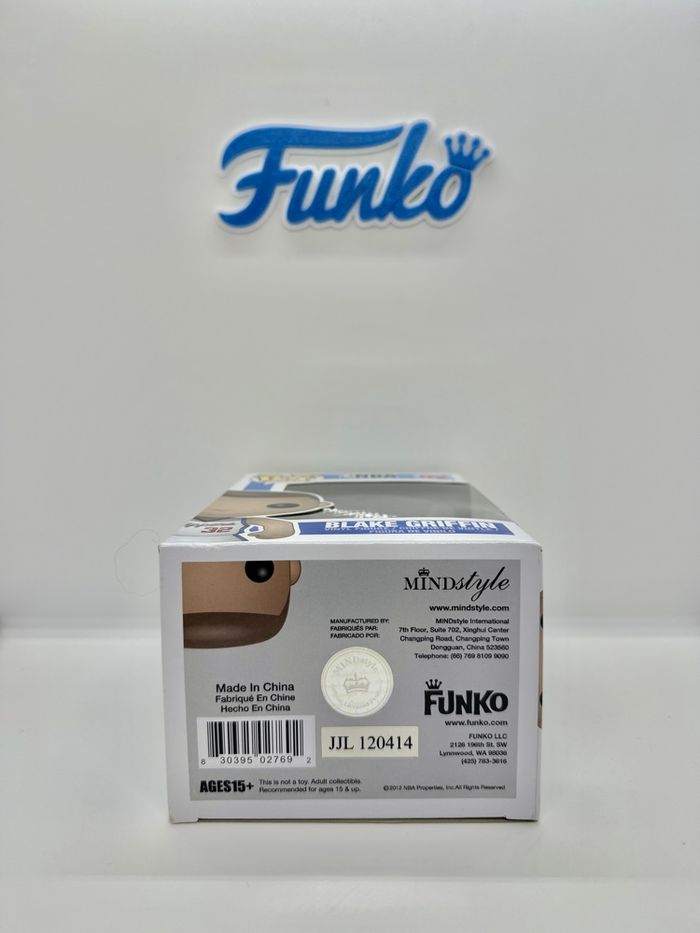 Funko
NBA
32
BLAKE GRIFFIN
MINDstyle
www.mindstyle.com
MANUFACTURED BY:
FABRIQUÉS PAR:
FABRICADO POR:
MINDstyle International
7th Floor, Suite 702, Xinghui Center
Changping Road, Changping Town
Dongguan, China 523560
Telephone: (86) 769 8109 9090
MINDstyle
Made In China
Fabriqué En Chine
Hecho En China
FUNKO
www.funko.com
FUNKO LLC
2126 196th St. SW
Lynnwood, WA 98036
(425) 783-3616
8 30395 02769 2
JJL 120414
AGES15+
This is not a toy. Adult collectible.
Recommended for ages 15 & up.
©2012 NBA Properties, Inc.All Rights Reserved